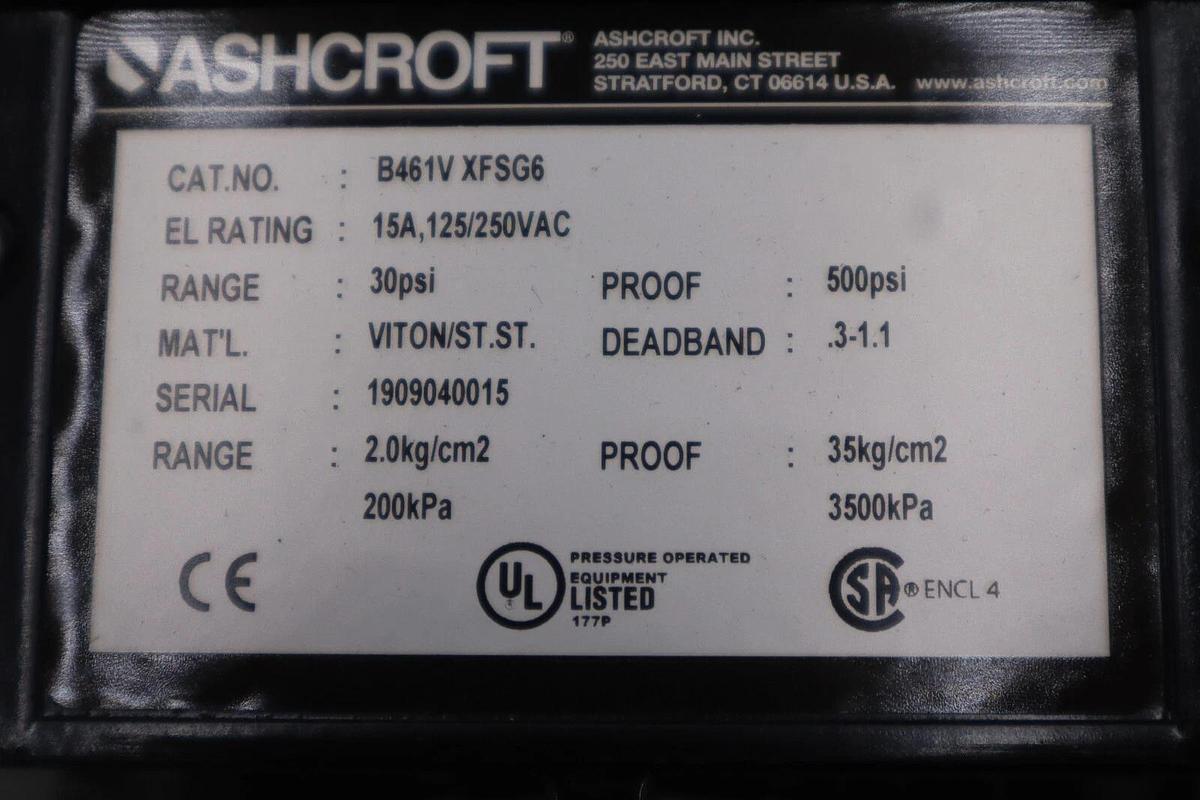 ASHCROFT®
ASHCROFT INC.
250 EAST MAIN STREET
STRATFORD, CT 06614 U.S.A. www.ashcroft.com
CAT.NO. : B461V XFSG6
EL RATING : 15A,125/250VAC
RANGE : 30psi PROOF : 500psi
MAT'L. : VITON/ST.ST. DEADBAND : .3-1.1
SERIAL : 1909040015
RANGE : 2.0kg/cm2 PROOF : 35kg/cm2
200kPa 3500kPa
CE
UL® PRESSURE OPERATED
EQUIPMENT
LISTED
177P
SA® ENCL 4